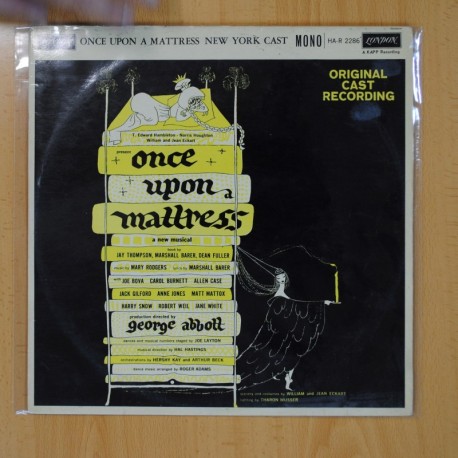 ONCE UPON A MATTRESS NEW YORK CAST MONO HA-R 2286 LONDON
A KAPP Recording
ORIGINAL
CAST
RECORDING
T. Edward Hambleton · Norris Houghton
William and Jean Eckart
present
once
upon
a
mattress
a new musical
book by
JAY THOMPSON, MARSHALL BARER, DEAN FULLER
music by MARY RODGERS lyrics by MARSHALL BARER
with JOE BOVA CAROL BURNETT ALLEN CASE
JACK GILFORD ANNE JONES MATT MATTOX
HARRY SNOW ROBERT WEIL JANE WHITE
production directed by
george abbott
dances and musical numbers staged by JOE LAYTON
musical direction by HAL HASTINGS
orchestrations by HERSHY KAY and ARTHUR BECK
dance music arranged by ROGER ADAMS
scenery and costumes by WILLIAM and JEAN ECKART
lighting by THARON MUSSER